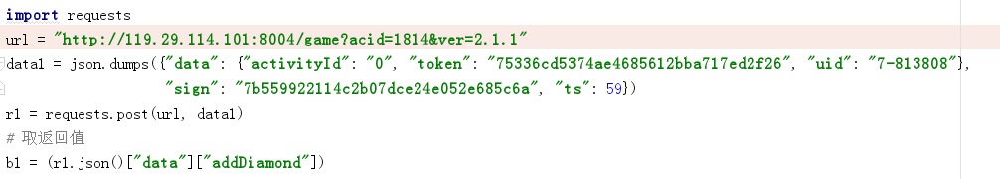 import requests
url = "http://119.29.114.101:8004/game?acid=1814&ver=2.1.1"
data1 = json.dumps({"data": {"activityId": "0", "token": "75336cd5374ae4685612bba717ed2f26", "uid": "7-813808"},
"sign": "7b559922114c2b07dce24e052e685c6a", "ts": 59})
r1 = requests.post(url, data1)
# 取返回值
b1 = (r1.json()["data"]["addDiamond"])